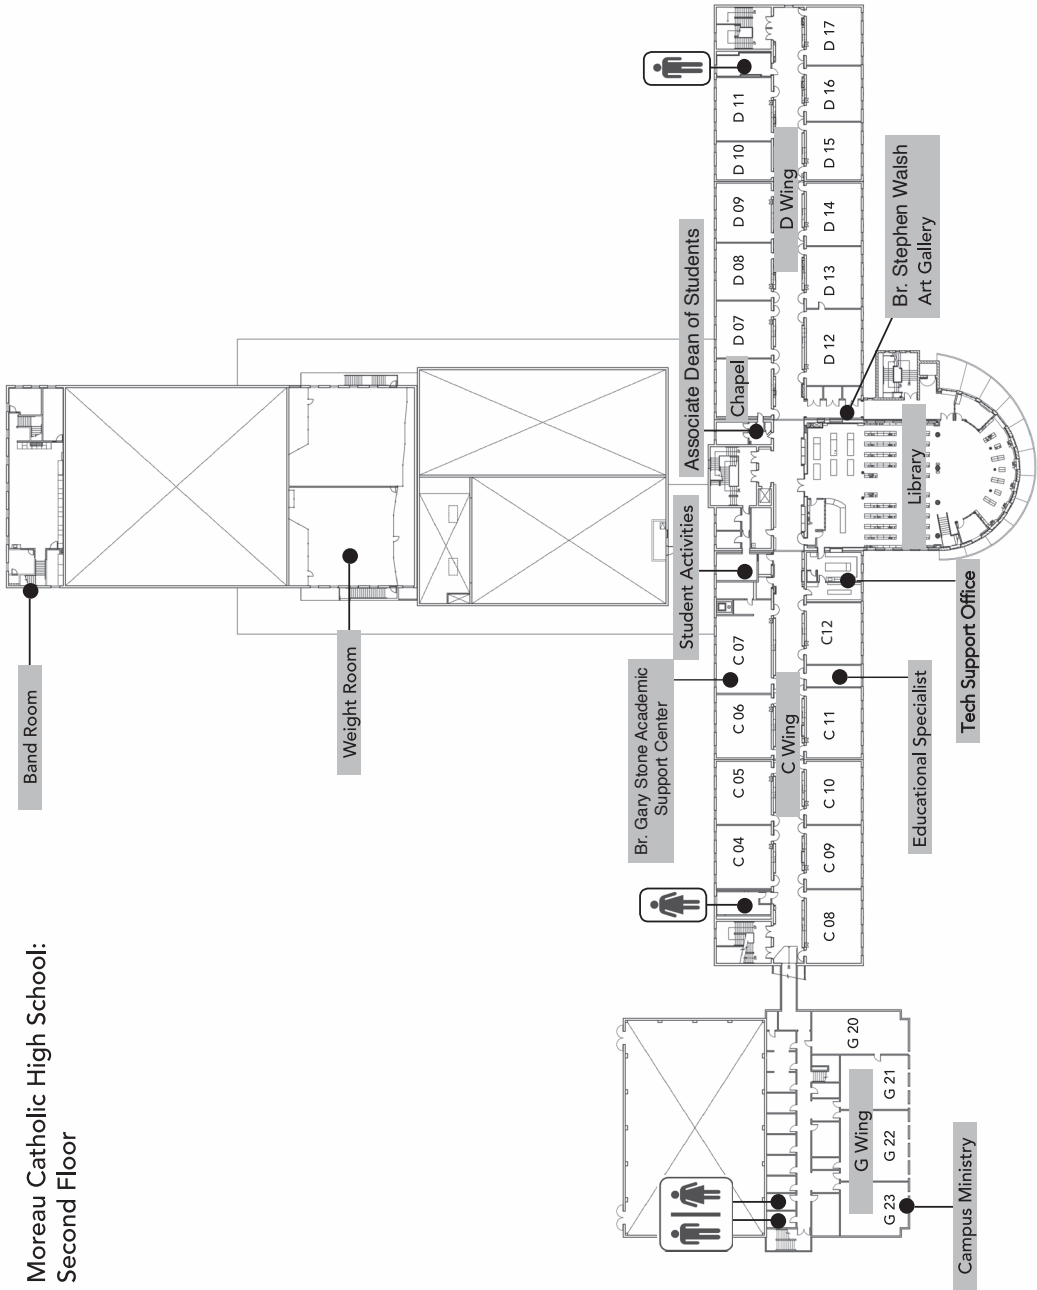 Moreau Catholic High School:
Second Floor
Band Room
Weight Room
Br. Gary Stone Academic
Support Center
Student Activities
Associate Dean of Students
Chapel
C 04
C 05
C 06
C 07
D 07
D 08
D 09
D 10
D 11
C Wing
D Wing
C 08
C 09
C 10
C 11
C12
D 12
D 13
D 14
D 15
D 16
D 17
Br. Stephen Walsh
Art Gallery
Library
Educational Specialist
Tech Support Office
G 20
G 21
G 22
G 23
G Wing
Campus Ministry